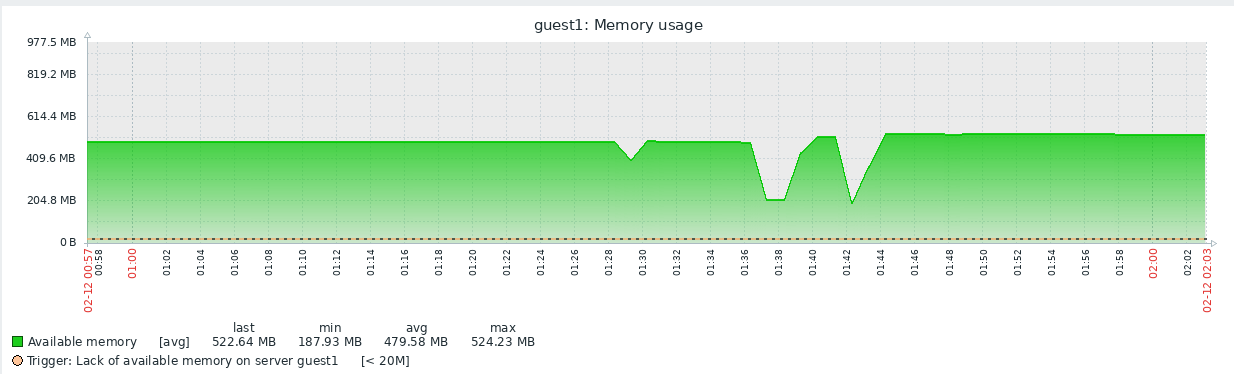 guest1: Memory usage
977.5 MB
819.2 MB
614.4 MB
409.6 MB
204.8 MB
0 B
02-12 00:57 00:58 01:00 01:02 01:04 01:06 01:08 01:10 01:12 01:14 01:16 01:18 01:20 01:22 01:24 01:26 01:28 01:30 01:32 01:34 01:36 01:38 01:40 01:42 01:44 01:46 01:48 01:50 01:52 01:54 01:56 01:58 02:00 02:02 02-12 02:03
last min avg max
Available memory [avg] 522.64 MB 187.93 MB 479.58 MB 524.23 MB
Trigger: Lack of available memory on server guest1 [< 20M]